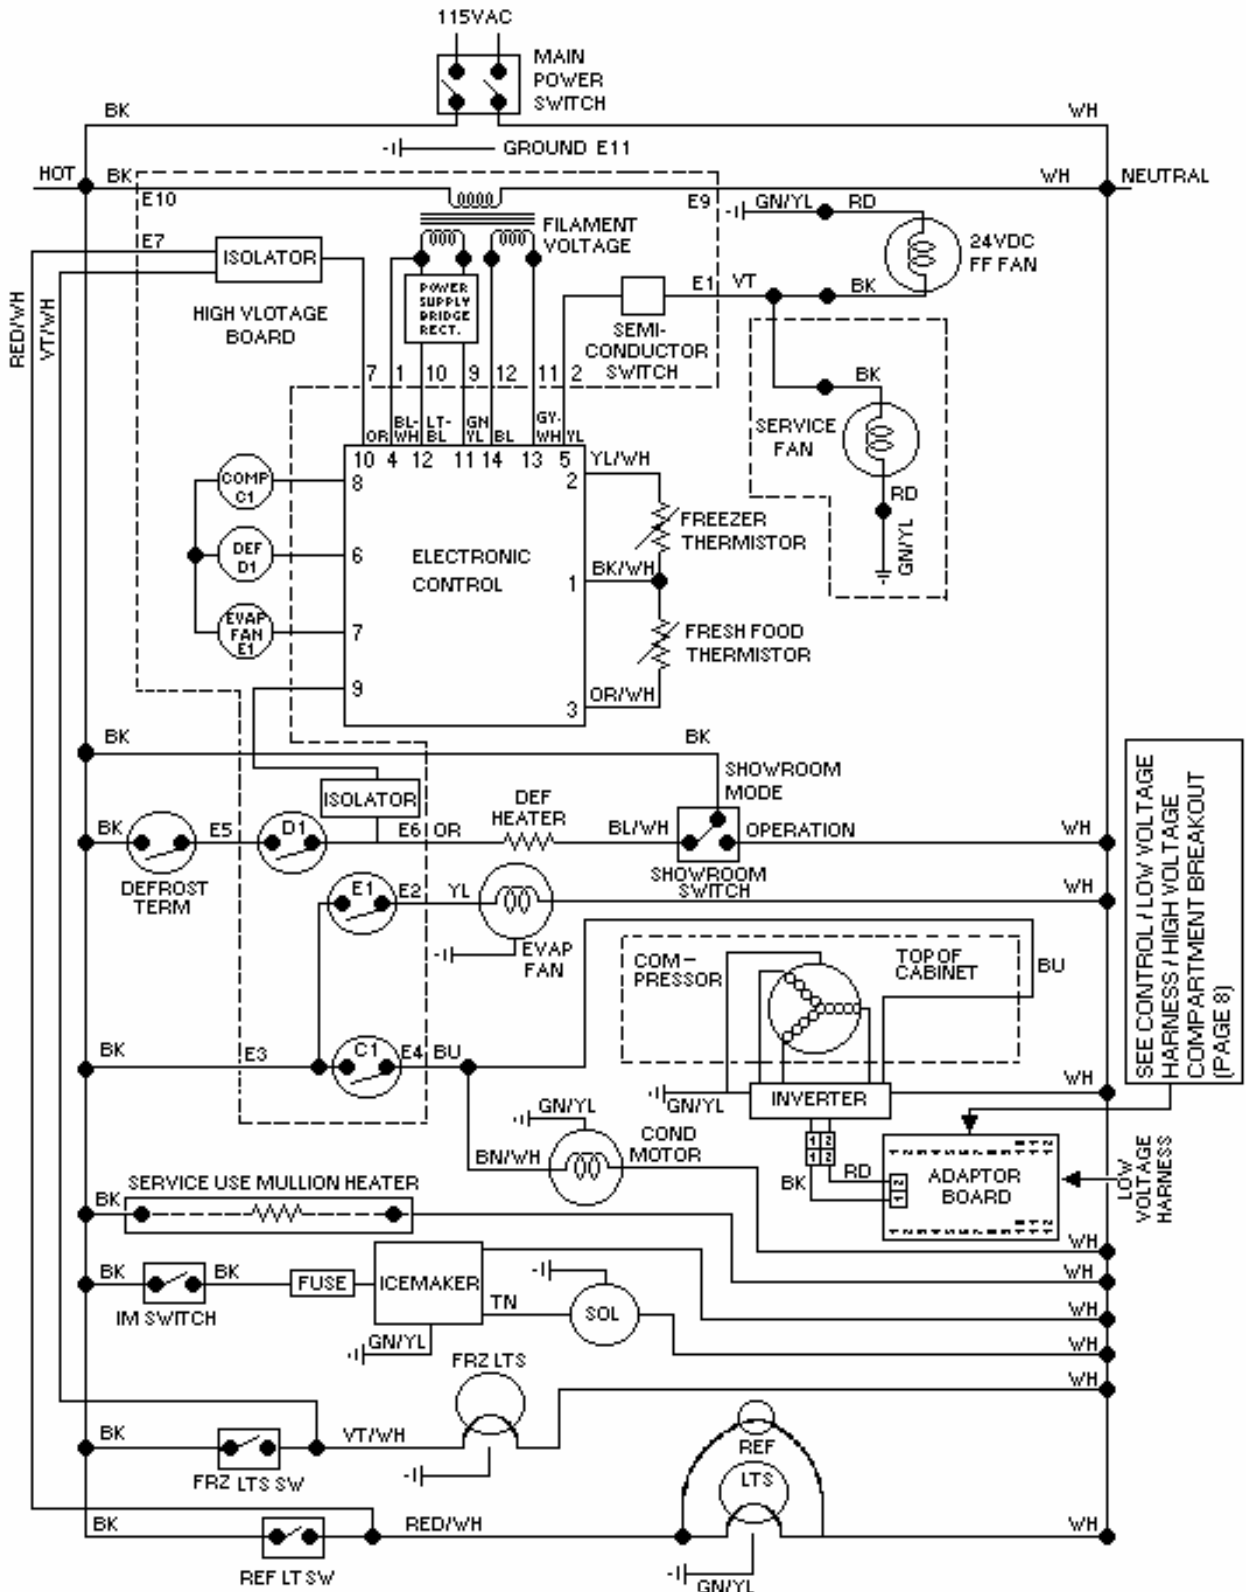 115VAC
MAIN
POWER
SWITCH
BK
WH
GROUND E11
HOT
BK
WH
NEUTRAL
E10
E9
GN/YL
RD
E7
ISOLATOR
FILAMENT
VOLTAGE
24VDC
FF FAN
POWER
SUPPLY
BRIDGE
RECT.
E1
VT
BK
RED/WH
VT/WH
HIGH VLOTAGE
BOARD
SEMI-
CONDUCTOR
SWITCH
7 1 10 9 12 11 2
BK
OR
BL-
WH
LT-
BL
GN
YL
BL
GY-
WH
YL
SERVICE
FAN
10 4 12 11 14 13 5
YL/WH
COMP
C1
8
2
RD
FREEZER
THERMISTOR
GN/YL
DEF
D1
6
ELECTRONIC
CONTROL
1
BK/WH
EVAP
FAN
E1
7
FRESH FOOD
THERMISTOR
9
OR/WH
3
BK
BK
SHOWROOM
MODE
ISOLATOR
DEF
HEATER
BK
E5
D1
E6
OR
BL/WH
OPERATION
WH
DEFROST
TERM
SHOWROOM
SWITCH
E1
E2
YL
WH
EVAP
FAN
COM-
PRESSOR
TOP OF
CABINET
BU
SEE CONTROL / LOW VOLTAGE
HARNESS / HIGH VOLTAGE
COMPARTMENT BREAKOUT
(PAGE 8)
BK
E3
C1
E4
BU
WH
GN/YL
INVERTER
GN/YL
COND
MOTOR
1 2
1 2
BN/WH
BK
RD
2
1
ADAPTOR
BOARD
LOW
VOLTAGE
HARNESS
SERVICE USE MULLION HEATER
BK
WH
BK
BK
FUSE
ICEMAKER
WH
IM SWITCH
TN
SOL
WH
GN/YL
WH
FRZ LTS
WH
BK
VT/WH
FRZ LTS SW
REF
LTS
BK
RED/WH
WH
REF LT SW
GN/YL